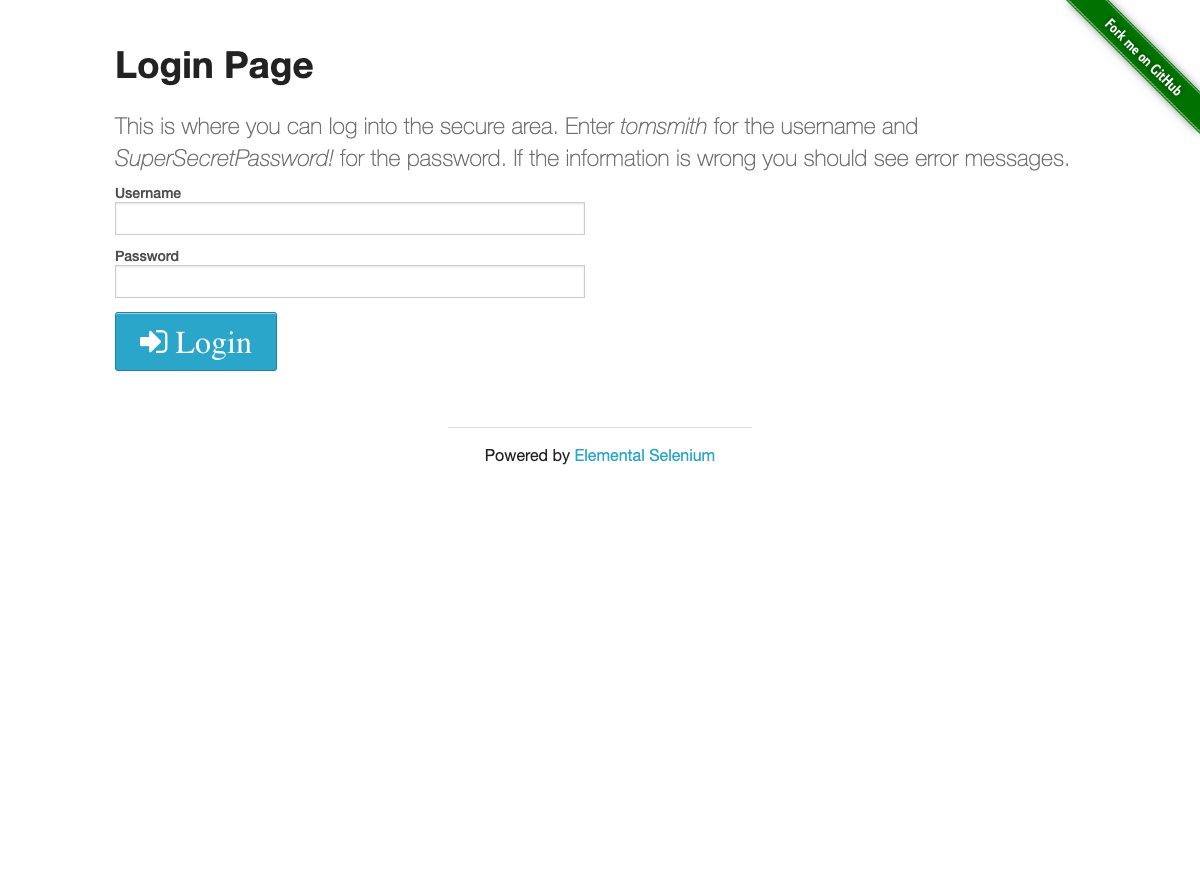 Fork me on GitHub
Login Page
This is where you can log into the secure area. Enter tomsmith for the username and
SuperSecretPassword! for the password. If the information is wrong you should see error messages.
Username
Password
Login
Powered by Elemental Selenium